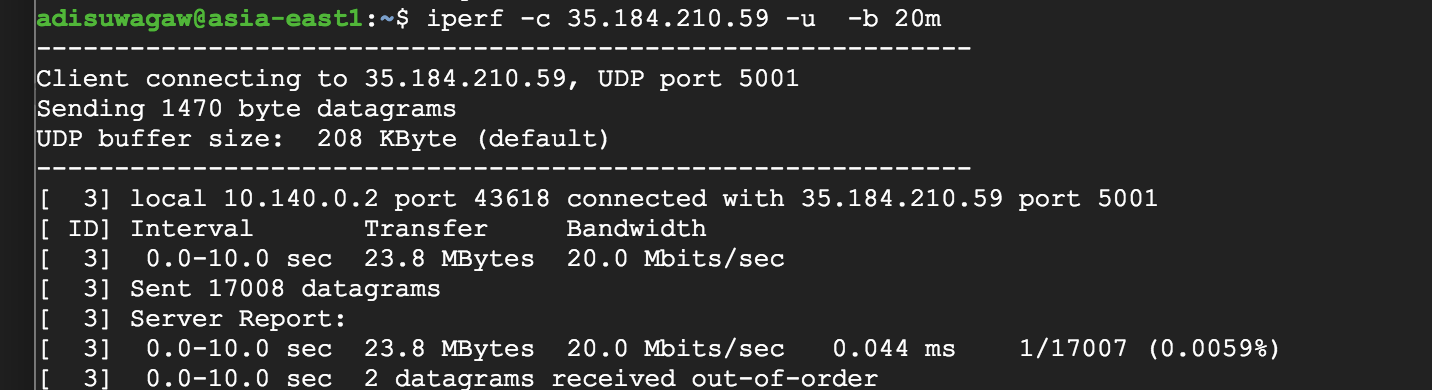 adisuwagaw@asia-east1:~$ iperf -c 35.184.210.59 -u  -b 20m
------------------------------------------------------------
Client connecting to 35.184.210.59, UDP port 5001
Sending 1470 byte datagrams
UDP buffer size:  208 KByte (default)
------------------------------------------------------------
[  3] local 10.140.0.2 port 43618 connected with 35.184.210.59 port 5001
[ ID] Interval       Transfer     Bandwidth
[  3]  0.0-10.0 sec  23.8 MBytes  20.0 Mbits/sec
[  3] Sent 17008 datagrams
[  3] Server Report:
[  3]  0.0-10.0 sec  23.8 MBytes  20.0 Mbits/sec   0.044 ms    1/17007 (0.0059%)
[  3]  0.0-10.0 sec  2 datagrams received out-of-order